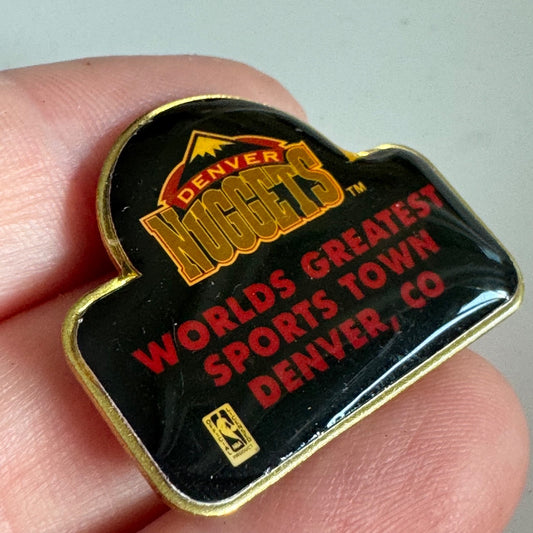 DENVER
NUGGETS TM
WORLDS GREATEST
SPORTS TOWN
DENVER, CO